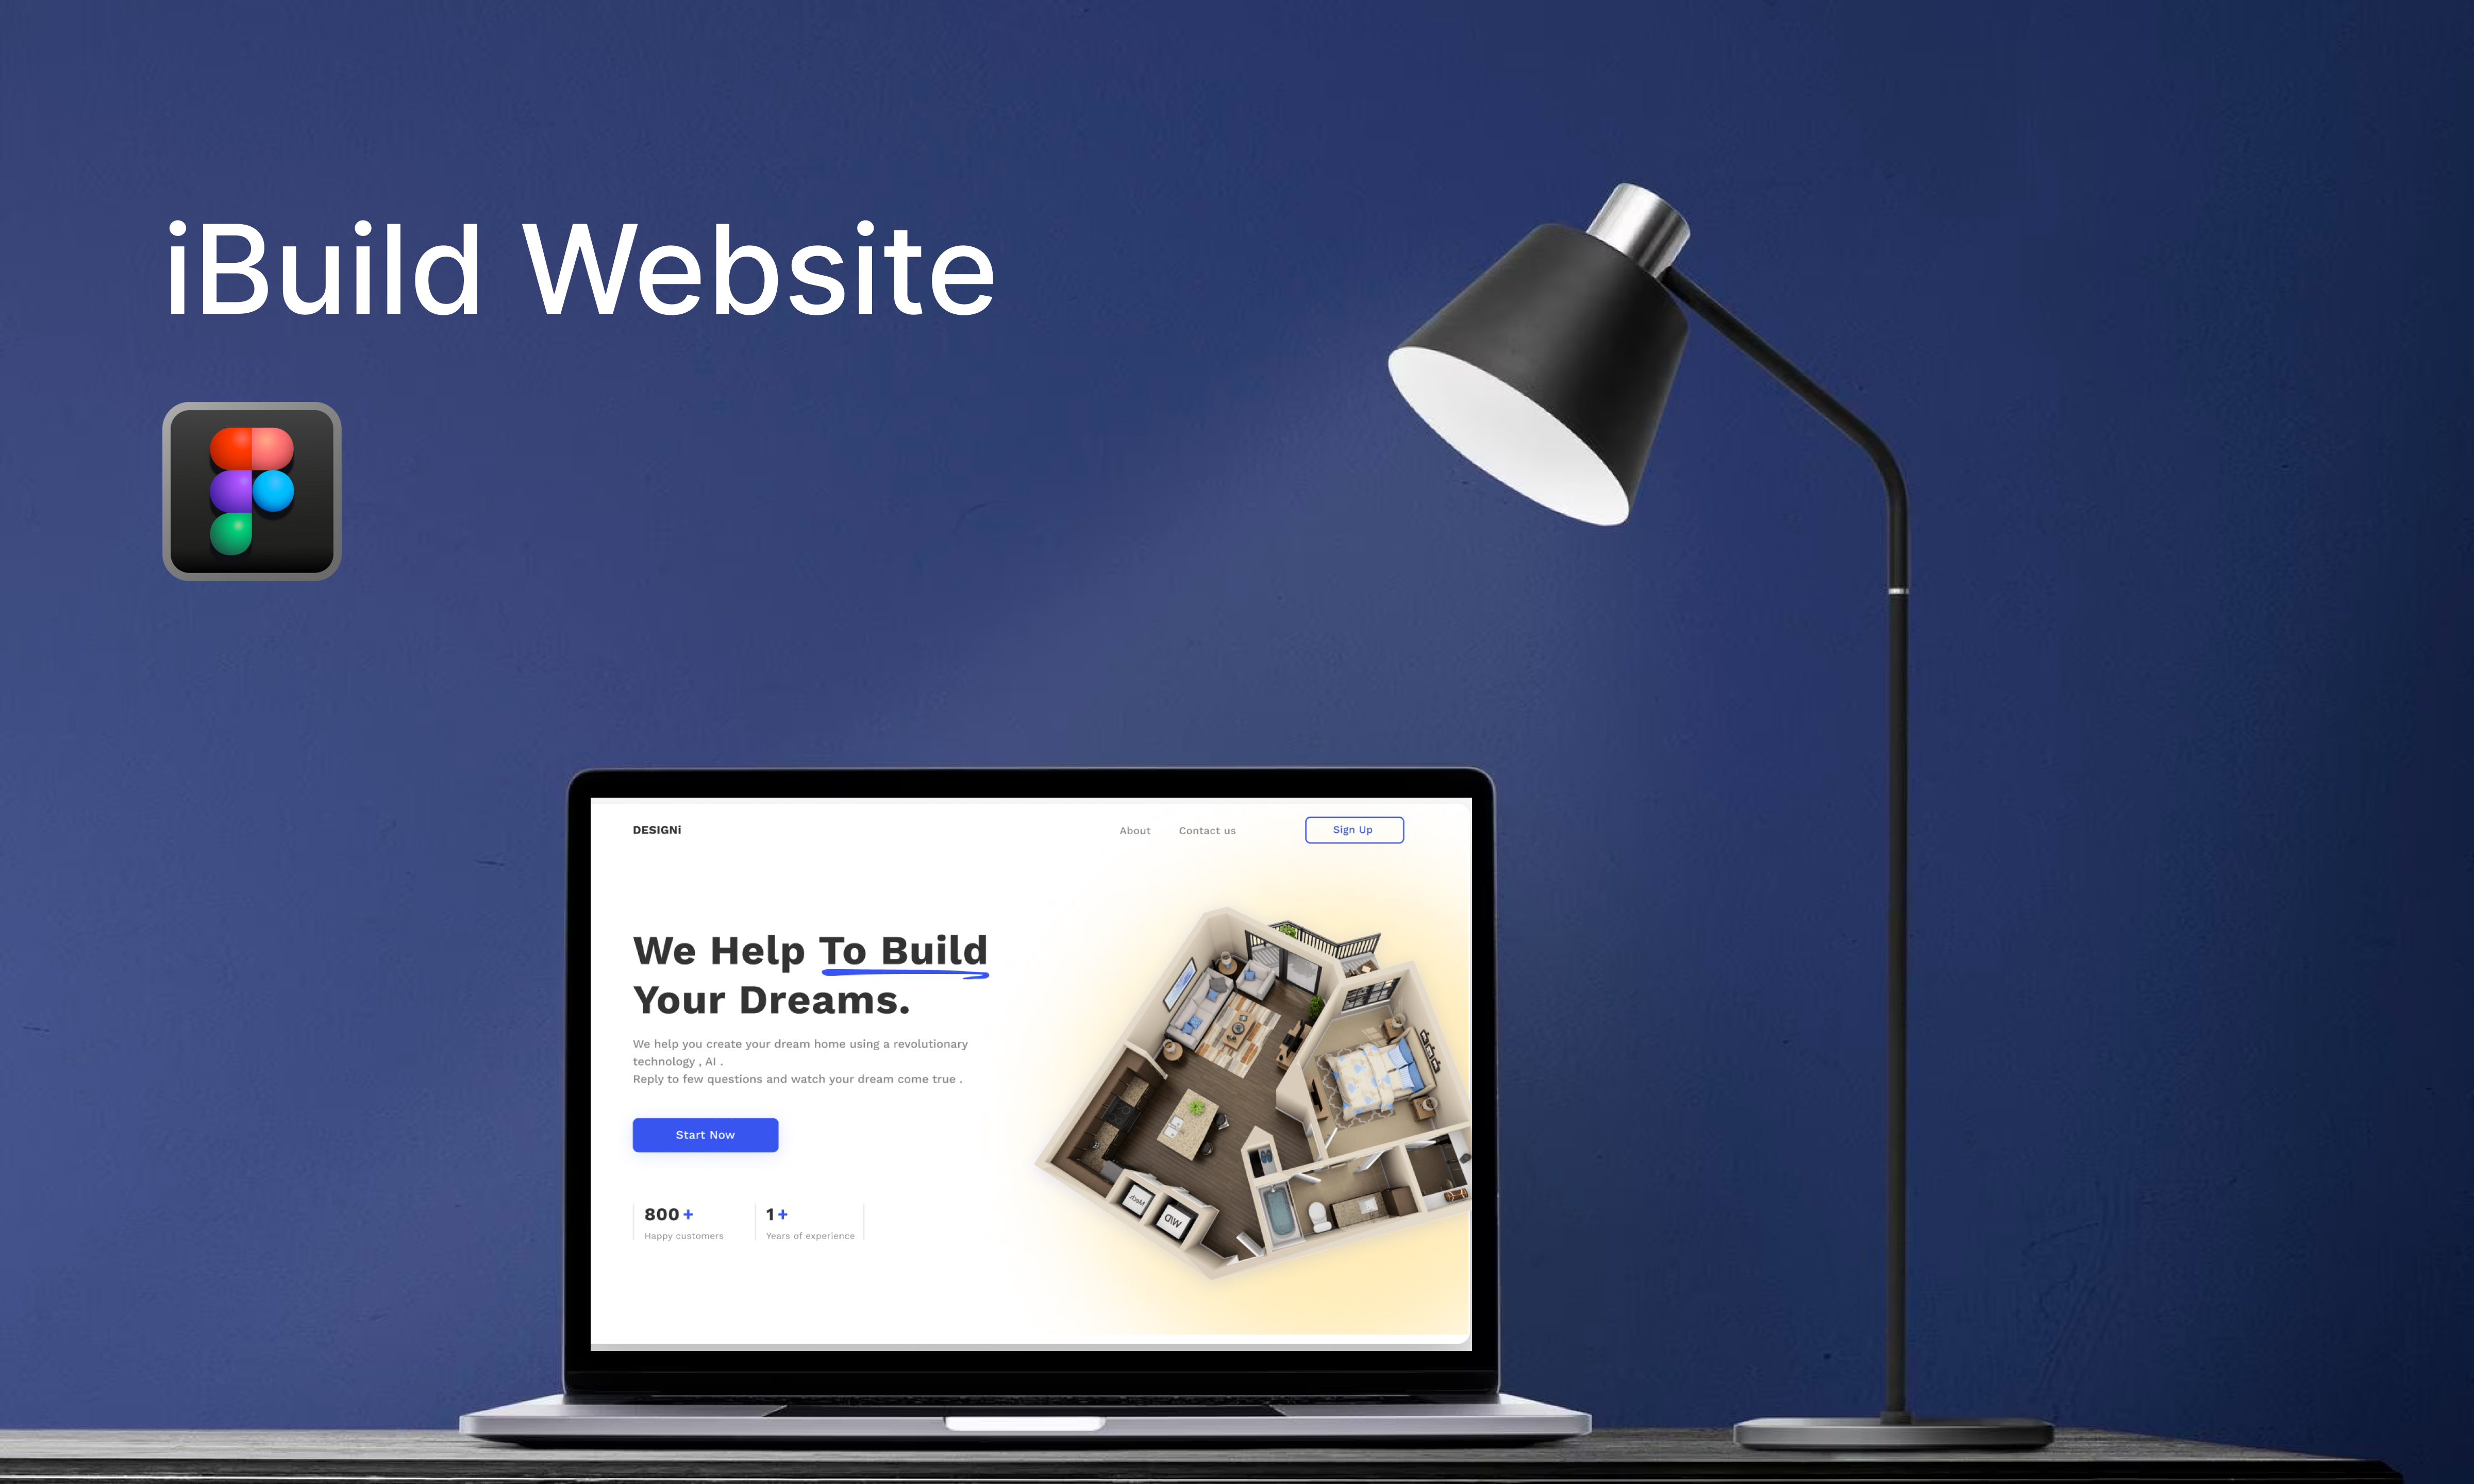 iBuild Website
DESIGNi
About
Contact us
Sign Up
We Help To Build
Your Dreams.
We help you create your dream home using a revolutionary
technology , AI .
Reply to few questions and watch your dream come true .
Start Now
800 +
1 +
Happy customers
Years of experience